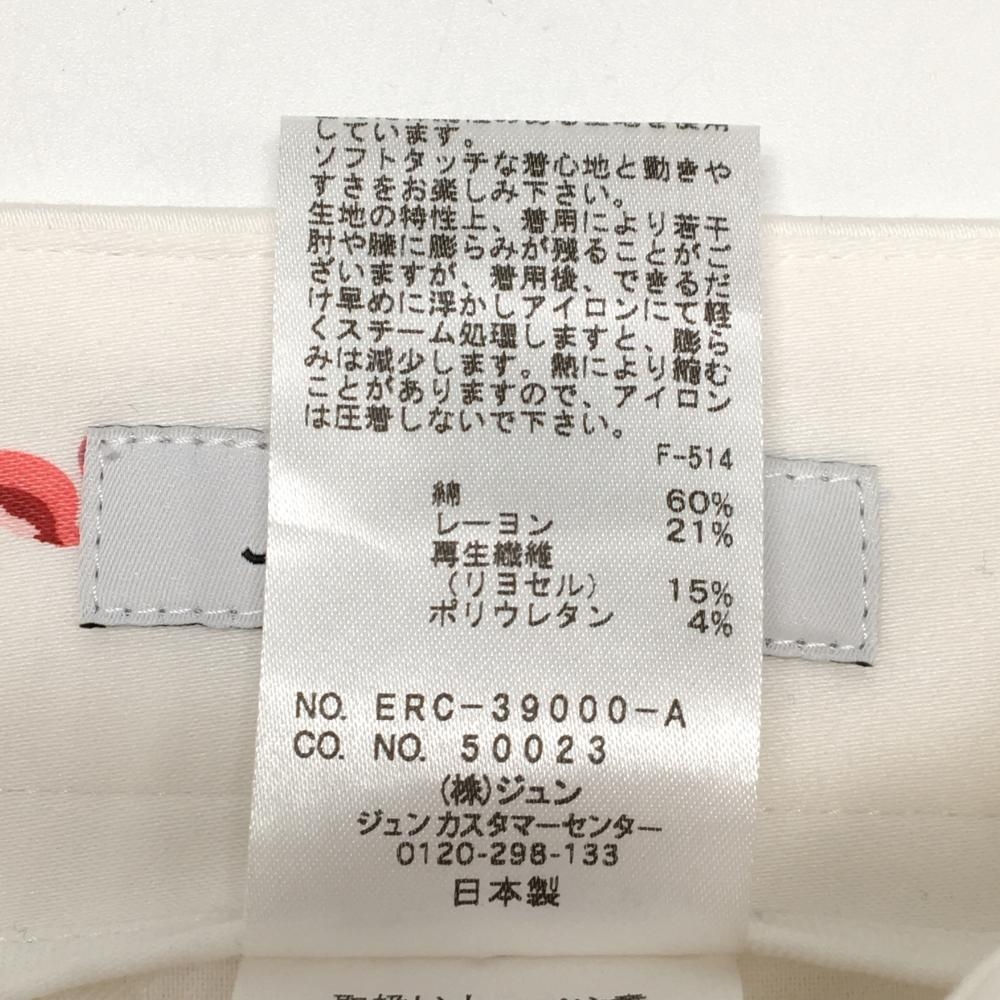 を使用
しています。
ソフトタッチな着心地と動きや
すさをお楽しみ下さい。
生地の特性上、着用により若干
肘や膝に膨らみが残ることがご
ざいますが、着用後、できるだ
け早めに浮かしアイロンにて軽
くスチーム処理しますと、膨ら
みは減少します。熱により縮む
ことがありますので、アイロン
は圧着しないで下さい。
F-514
綿 60%
レーヨン 21%
再生繊維
(リヨセル) 15%
ポリウレタン 4%
NO. ERC-39000-A
CO. NO. 50023
(株)ジュン
ジュンカスタマーセンター
0120-298-133
日本製